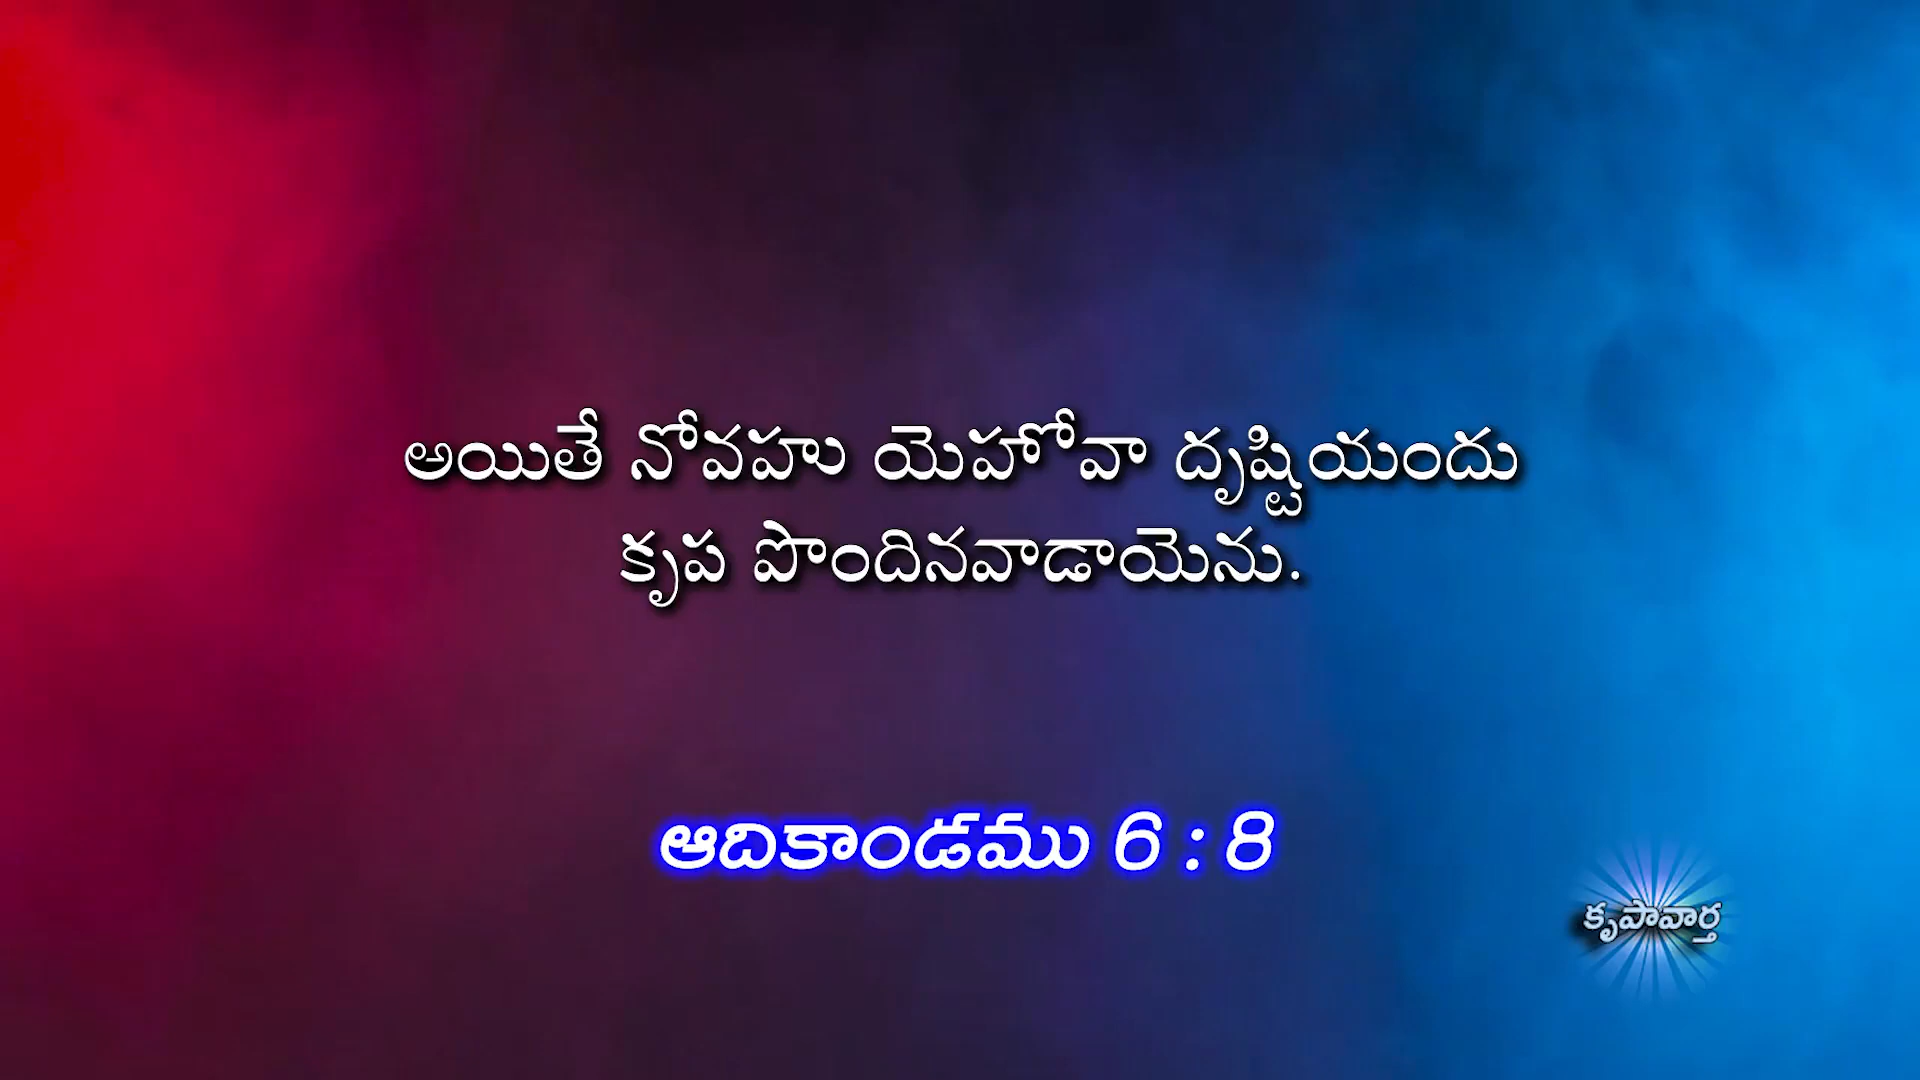 అయితే నోవహు యెహోవా దృష్టియందు
కృప పొందినవాడాయెను.
ఆదికాండము 6 : 8
కృపావార్త